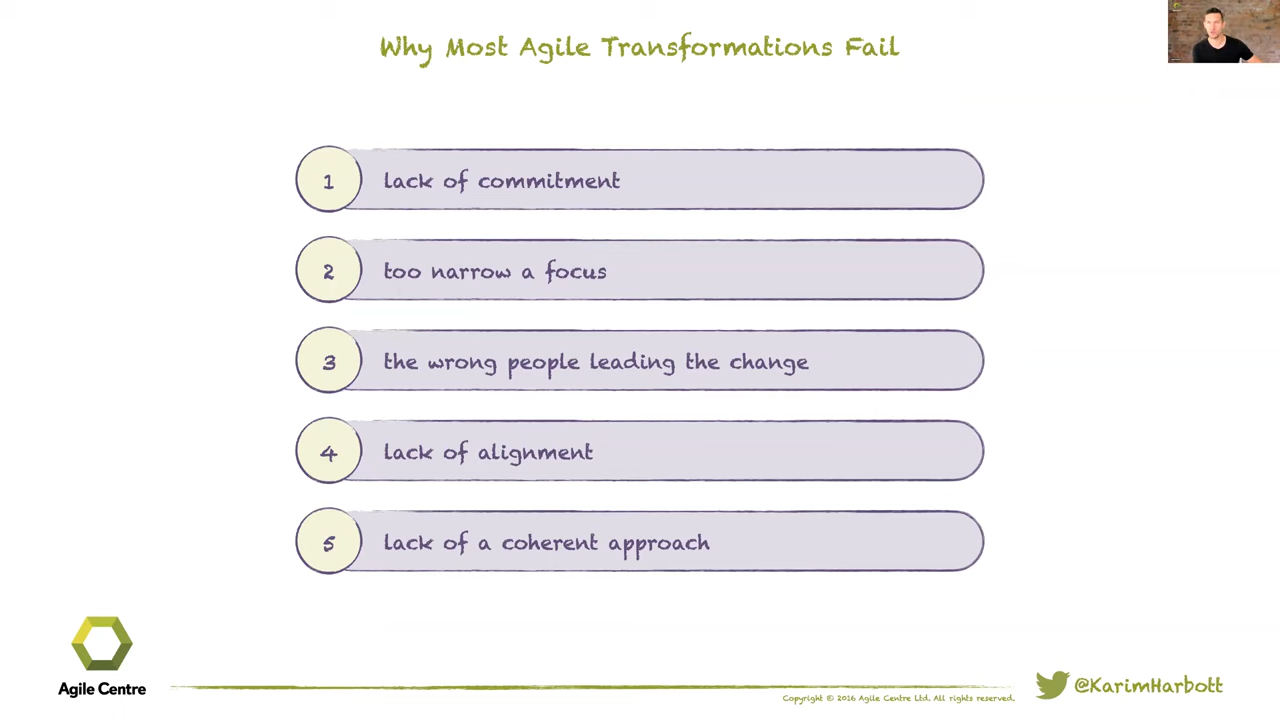 Why Most Agile Transformations Fail
1
lack of commitment
2
too narrow a focus
3
the wrong people leading the change
4
lack of alignment
5
lack of a coherent approach
Agile Centre
Copyright © 2016 Agile Centre Ltd. All rights reserved.
@KarimHarbott